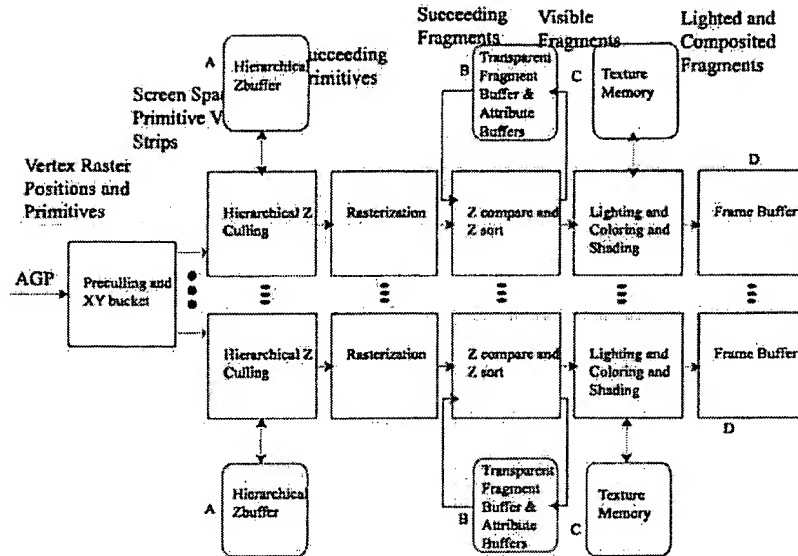 Succeeding
Fragments
Visible
Fragments
Lighted and
Composited
Fragments
A
Hierarchical
Zbuffer
ucceeding
rimitives
B
Transparent
Fragment
Buffer &
Attribute
Buffers
C
Texture
Memory
Screen Spa
Primitive V
Strips
Vertex Raster
Positions and
Primitives
D
Hierarchical Z
Culling
Rasterization
Z compare and
Z sort
Lighting and
Coloring and
Shading
Frame Buffer
AGP
Preculling and
XY bucket
Hierarchical Z
Culling
Rasterization
Z compare and
Z sort
Lighting and
Coloring and
Shading
Frame Buffer
D
A
Hierarchical
Zbuffer
B
Transparent
Fragment
Buffer &
Attribute
Buffers
C
Texture
Memory